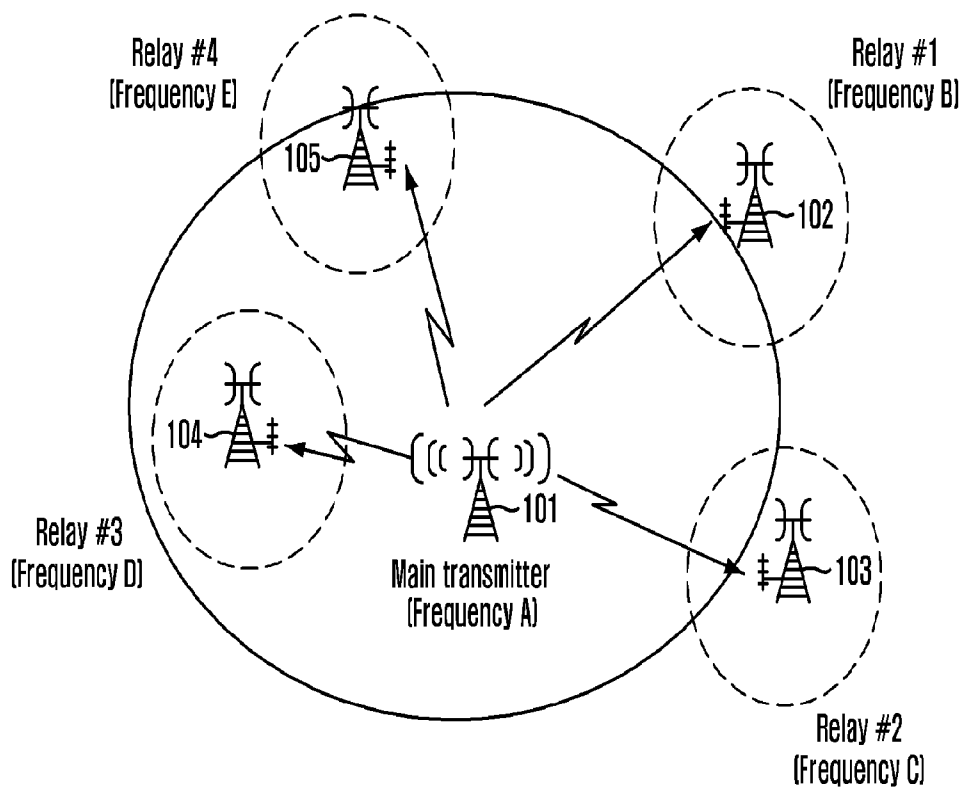 Relay #4
(Frequency E)
Relay #1
(Frequency B)
105
102
104
101
103
Relay #3
(Frequency D)
Main transmitter
(Frequency A)
Relay #2
(Frequency C)